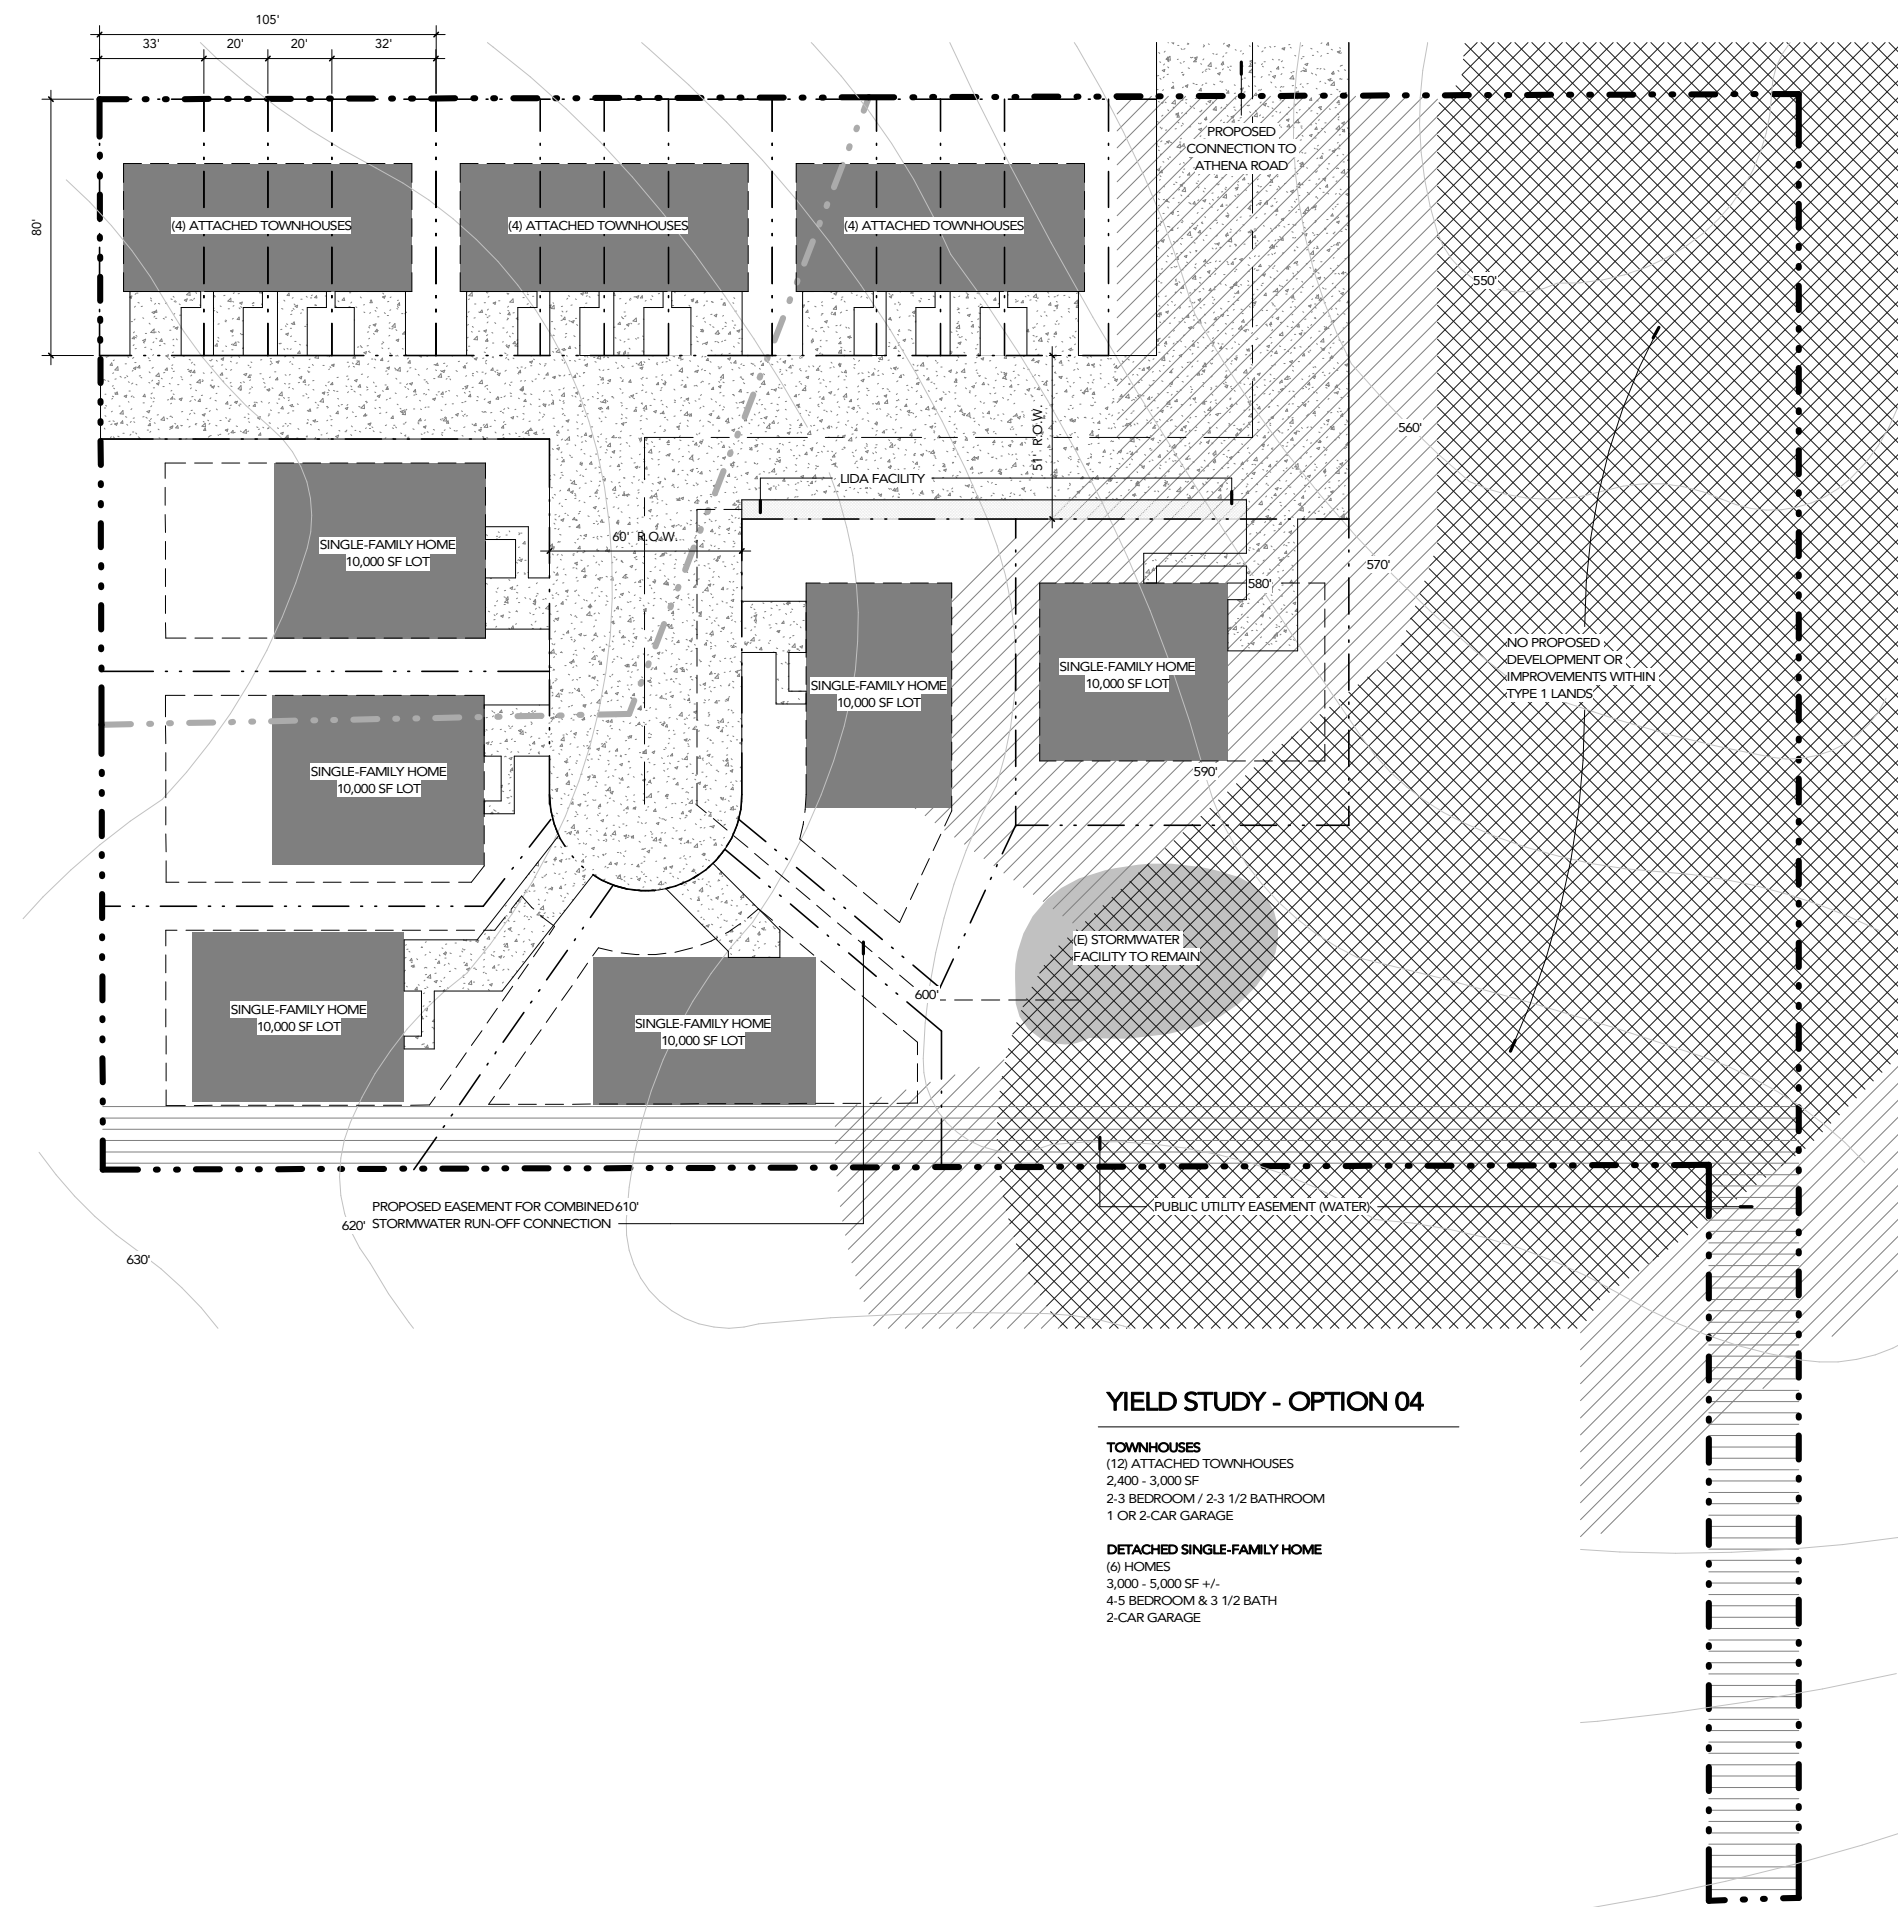 105'
33'
20'
20'
32'
80'
PROPOSED
CONNECTION TO
ATHENA ROAD
(4) ATTACHED TOWNHOUSES
(4) ATTACHED TOWNHOUSES
(4) ATTACHED TOWNHOUSES
550'
560'
51' R.O.W.
LIDA FACILITY
60' R.O.W.
SINGLE-FAMILY HOME
10,000 SF LOT
570'
580'
NO PROPOSED
DEVELOPMENT OR
IMPROVEMENTS WITHIN
TYPE 1 LANDS
SINGLE-FAMILY HOME
10,000 SF LOT
SINGLE-FAMILY HOME
10,000 SF LOT
SINGLE-FAMILY HOME
10,000 SF LOT
590'
(E) STORMWATER
FACILITY TO REMAIN
600'
SINGLE-FAMILY HOME
10,000 SF LOT
SINGLE-FAMILY HOME
10,000 SF LOT
PROPOSED EASEMENT FOR COMBINED
STORMWATER RUN-OFF CONNECTION
610'
620'
PUBLIC UTILITY EASEMENT (WATER)
630'
YIELD STUDY - OPTION 04
TOWNHOUSES
(12) ATTACHED TOWNHOUSES
2,400 - 3,000 SF
2-3 BEDROOM / 2-3 1/2 BATHROOM
1 OR 2-CAR GARAGE
DETACHED SINGLE-FAMILY HOME
(6) HOMES
3,000 - 5,000 SF +/-
4-5 BEDROOM & 3 1/2 BATH
2-CAR GARAGE